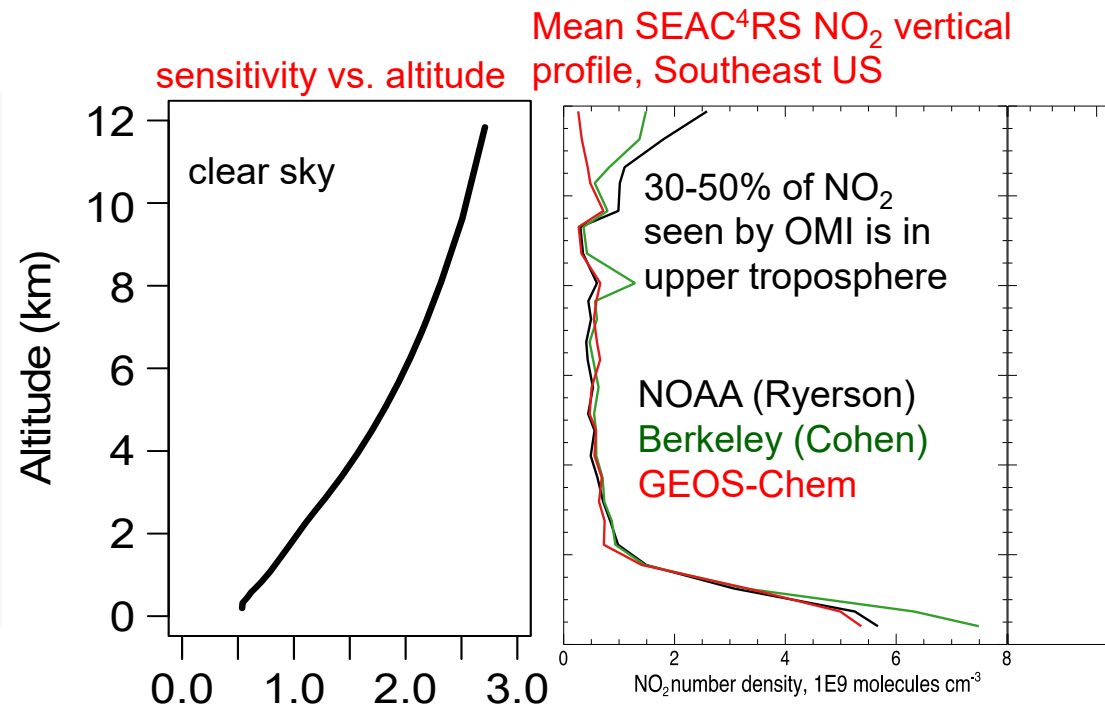 Mean SEAC⁴RS NO₂ vertical
profile, Southeast US
sensitivity vs. altitude
clear sky
Altitude (km)
12
10
8
6
4
2
0
0.0 1.0 2.0 3.0
30-50% of NO₂
seen by OMI is in
upper troposphere
NOAA (Ryerson)
Berkeley (Cohen)
GEOS-Chem
0 2 4 6 8
NO₂ number density, 1E9 molecules cm⁻³